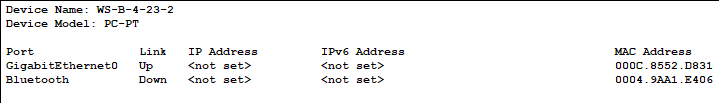 Device Name: WS-B-4-23-2
Device Model: PC-PT
Port Link IP Address IPv6 Address MAC Address
GigabitEthernet0 Up <not set> <not set> 000C.8552.D831
Bluetooth Down <not set> <not set> 0004.9AA1.E406